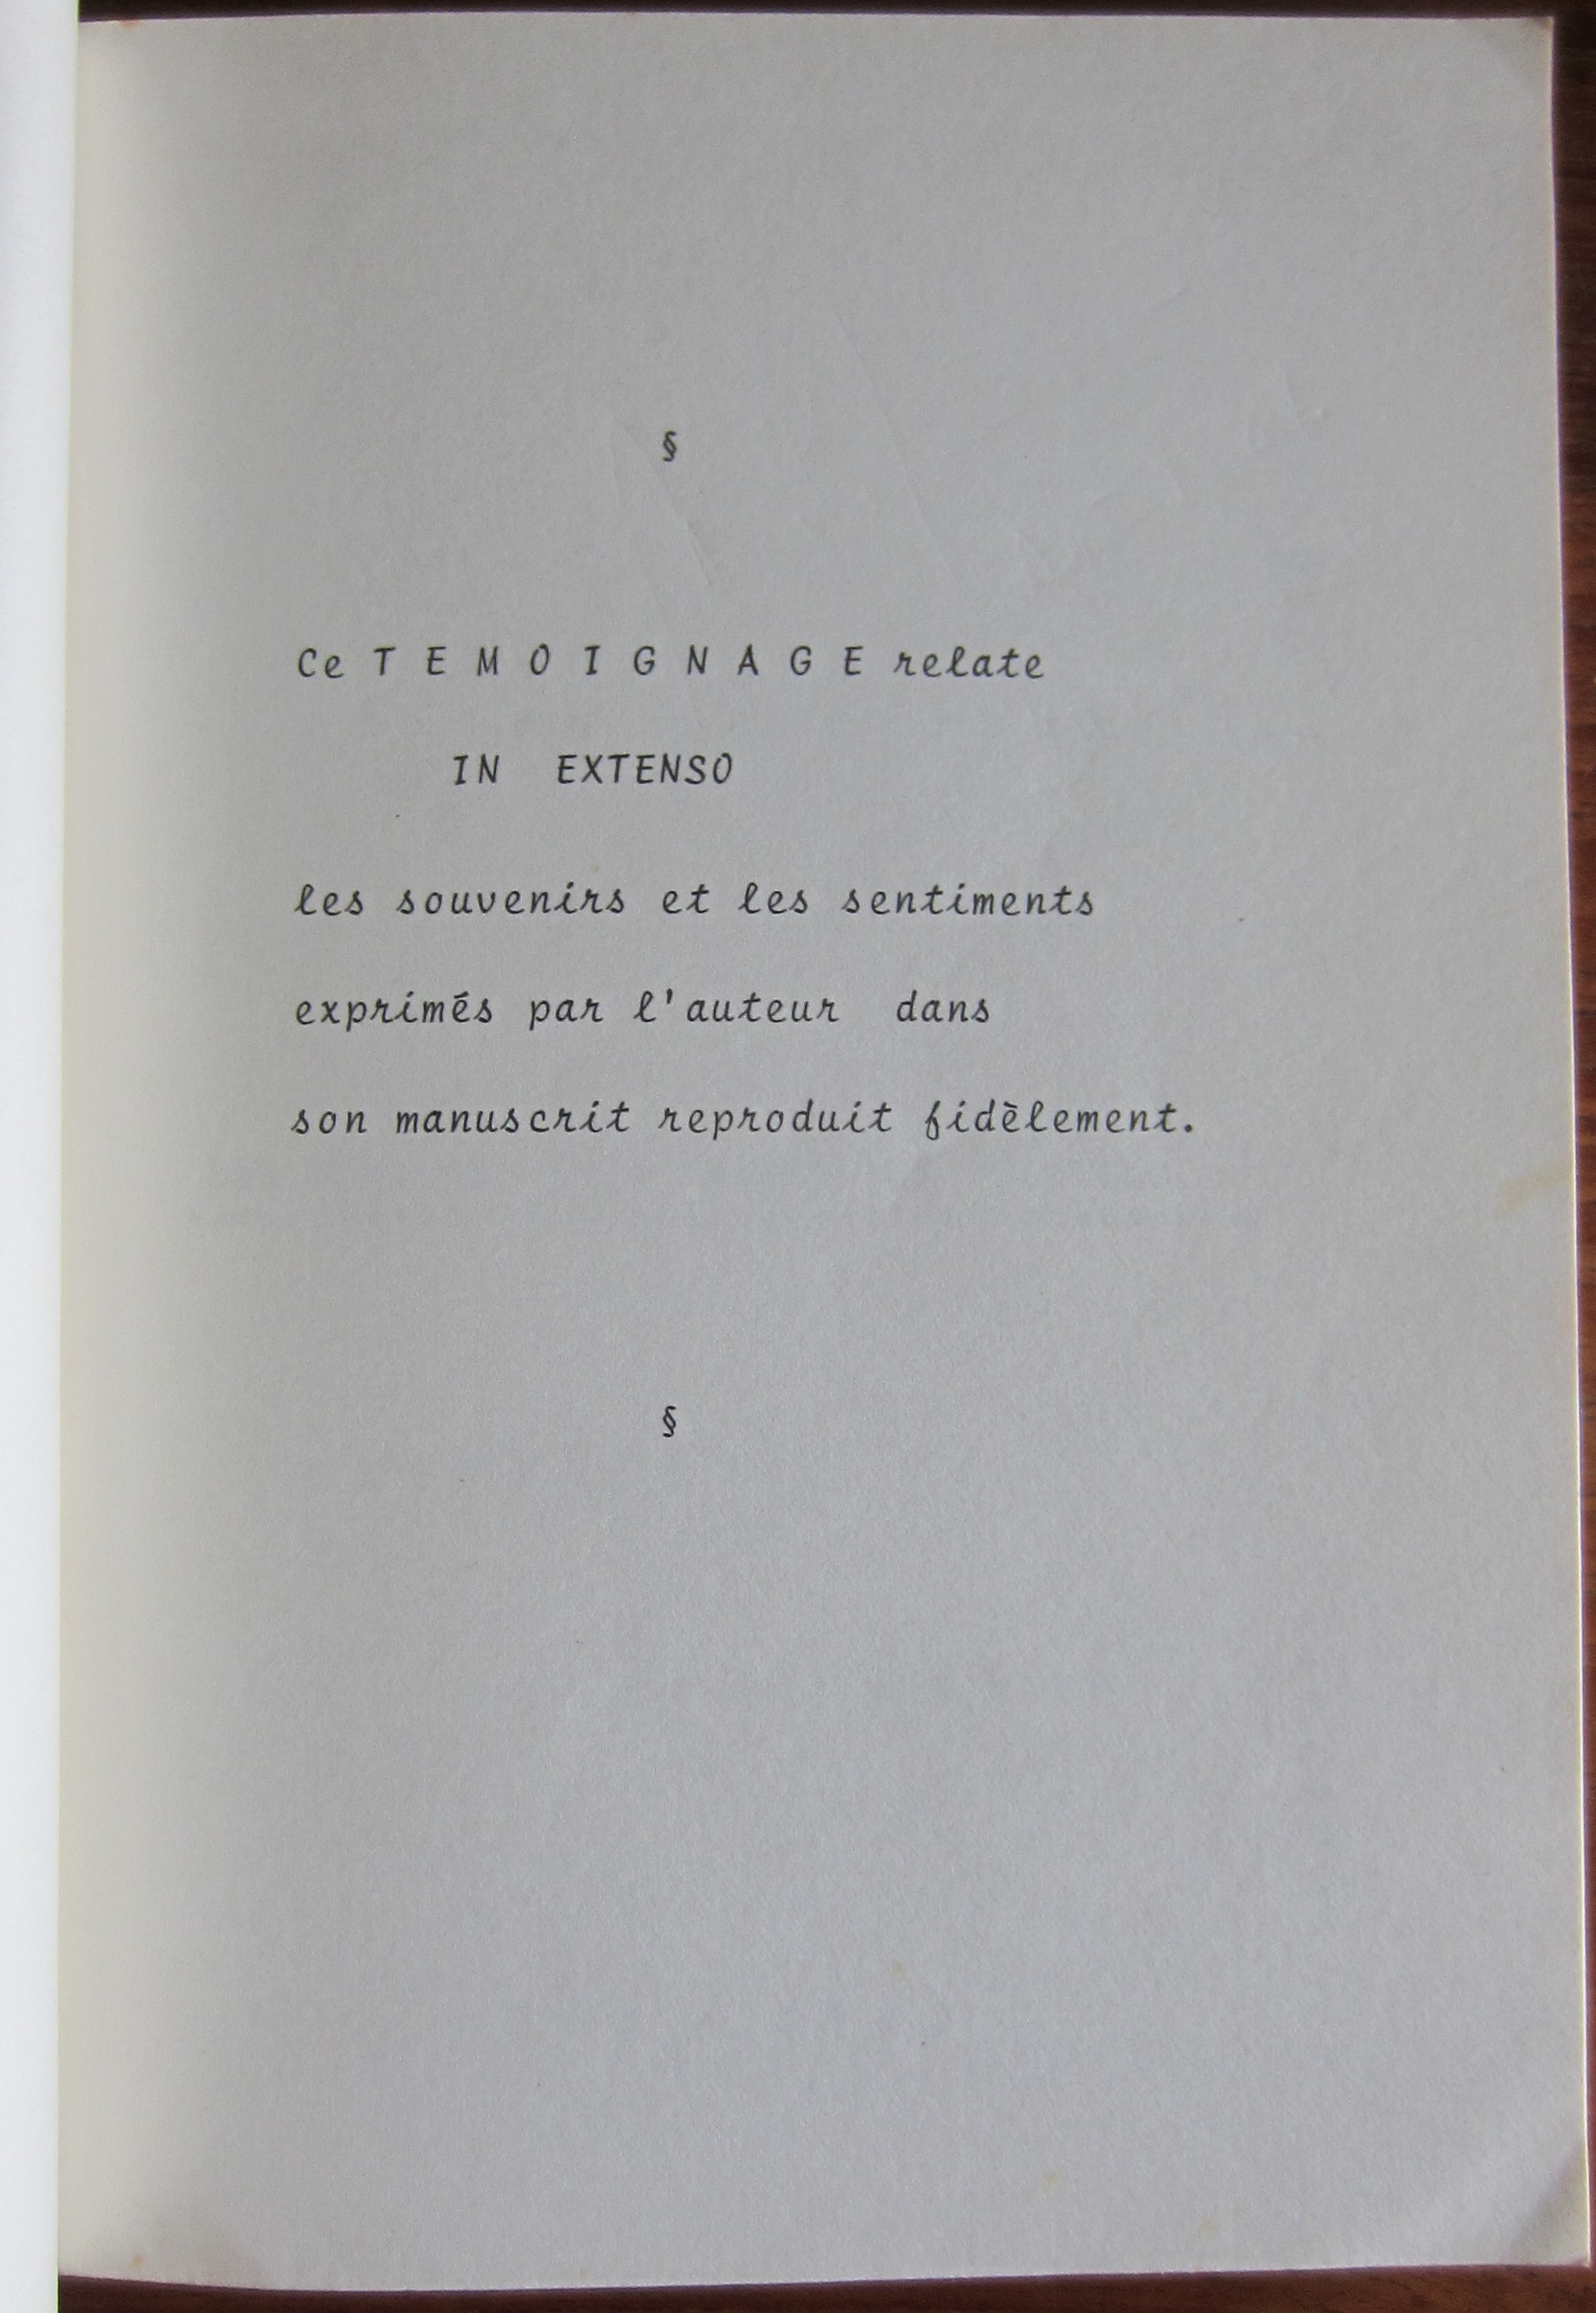 §
Ce T E M O I G N A G E relate
IN EXTENSO
les souvenirs et les sentiments
exprimés par l'auteur dans
son manuscrit reproduit fidèlement.
§